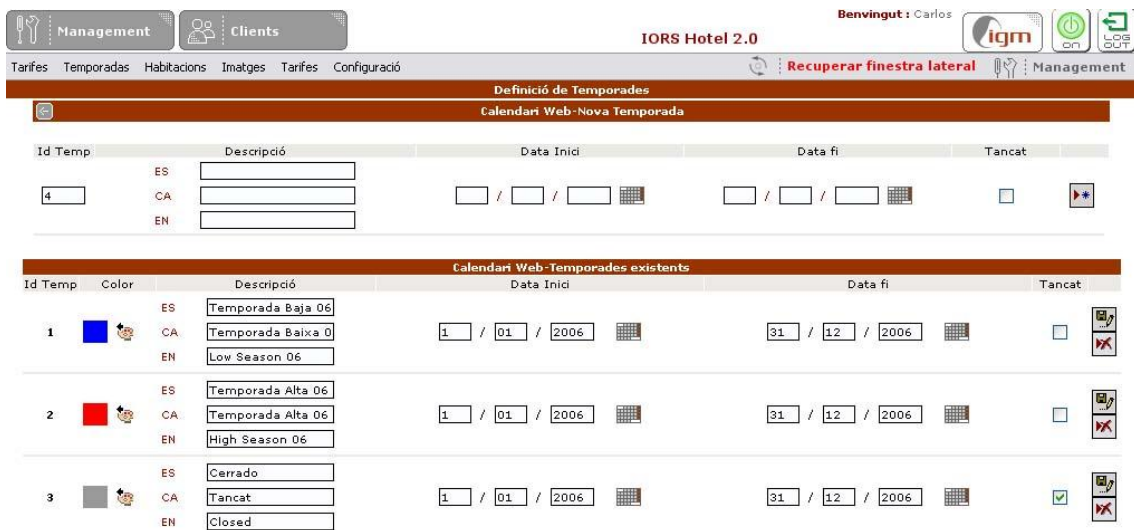 Benvingut : Carlos
Management Clients IORS Hotel 2.0 igm on LOG OUT
Tarifes Temporadas Habitacions Imatges Tarifes Configuració Recuperar finestra lateral Management
Definició de Temporades
Calendari Web-Nova Temporada
Id Temp Descripció Data Inici Data fi Tancat
ES
4 CA / / / /
EN
Calendari Web-Temporades existents
Id Temp Color Descripció Data Inici Data fi Tancat
ES Temporada Baja 06
1 CA Temporada Baixa 0 1 / 01 / 2006 31 / 12 / 2006
EN Low Season 06
ES Temporada Alta 06
2 CA Temporada Alta 06 1 / 01 / 2006 31 / 12 / 2006
EN High Season 06
ES Cerrado
3 CA Tancat 1 / 01 / 2006 31 / 12 / 2006
EN Closed